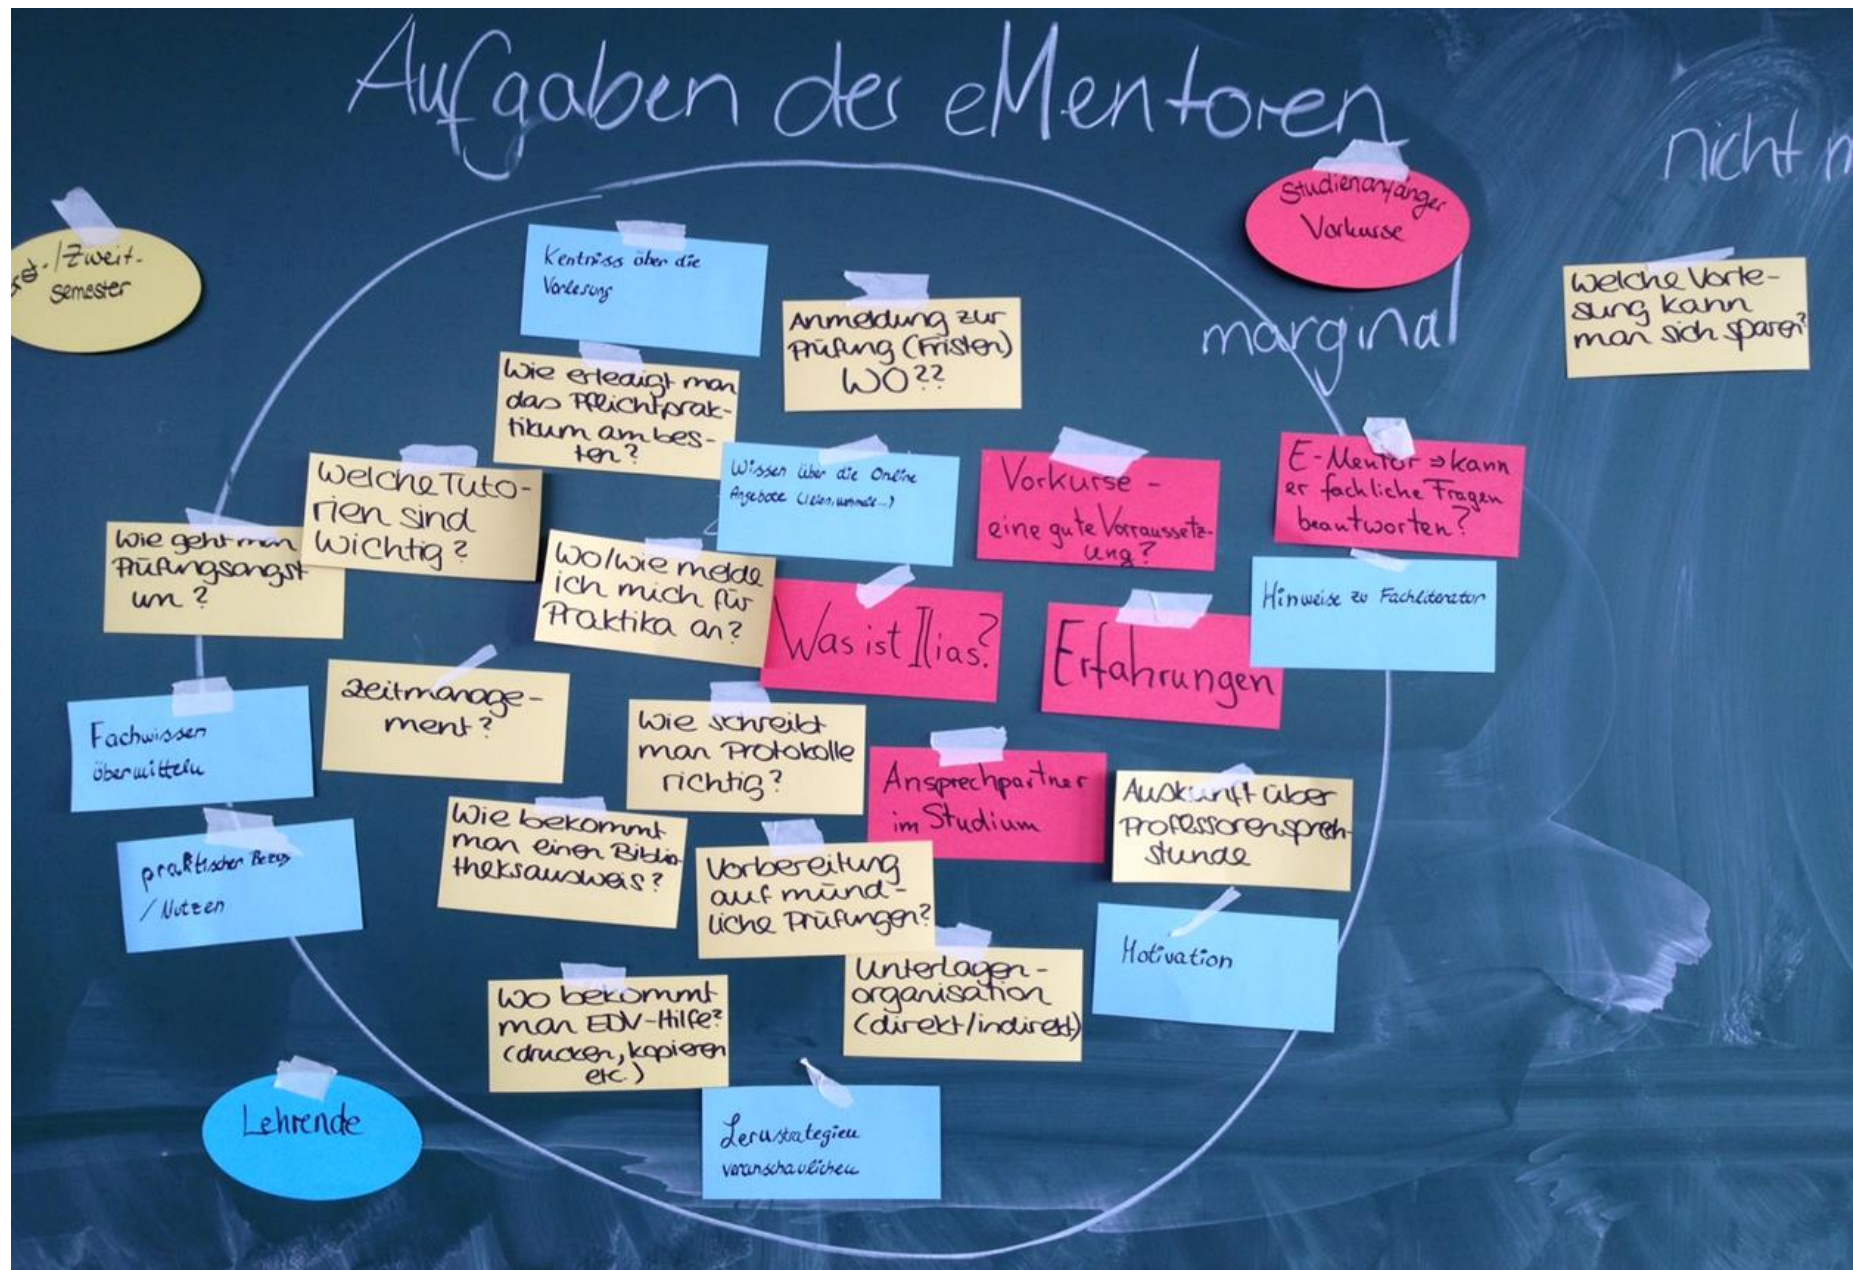 Aufgaben der eMentoren
nicht
Studienanfänger
Vorkurse
marginal
Zweit-
semester
Kentniss über die
Vorlesung
Anmeldung zur
Prüfung (Fristen)
WO??
Welche Vorle-
sung kann
man sich sparen?
Wie erledigt man
das Pflichtprak-
tikum am bes-
ten?
Welche Tuto-
rien sind
wichtig?
Wissen über die Online
Angebote
Vorkurse -
eine gute Vorraussetz-
ung?
E-Mentor ⇒ kann
er fachliche Fragen
beantworten?
Wie geht man
Prüfungsangst
um?
Wo/wie melde
ich mich für
Praktika an?
Was ist Ilias?
Erfahrungen
Hinweise zu Fachliteratur
Fachwissen
übermitteln
Zeitmanage-
ment?
Wie schreibt
man Protokolle
richtig?
Ansprechpartner
im Studium
Auskunft über
Professorensprech-
stunde
praktischer Bezug
/ Nutzen
Wie bekommt
man einen Biblio-
theksausweis?
Vorbereitung
auf münd-
liche Prüfungen?
Motivation
Wo bekommt
man EDV-Hilfe?
(drucken, kopieren
etc.)
Unterlagen-
organisation
(direkt/indirekt)
Lehrende
Lernstrategien
veranschaulichen